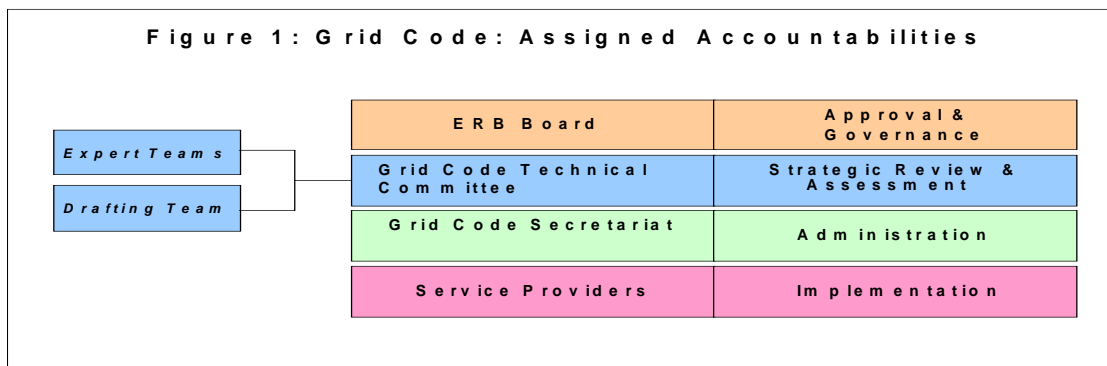 Figure 1: Grid Code: Assigned Accountabilities
Expert Teams
Drafting Team
ERB Board
Approval &
Governance
Grid Code Technical
Committee
Strategic Review &
Assessment
Grid Code Secretariat
Administration
Service Providers
Implementation